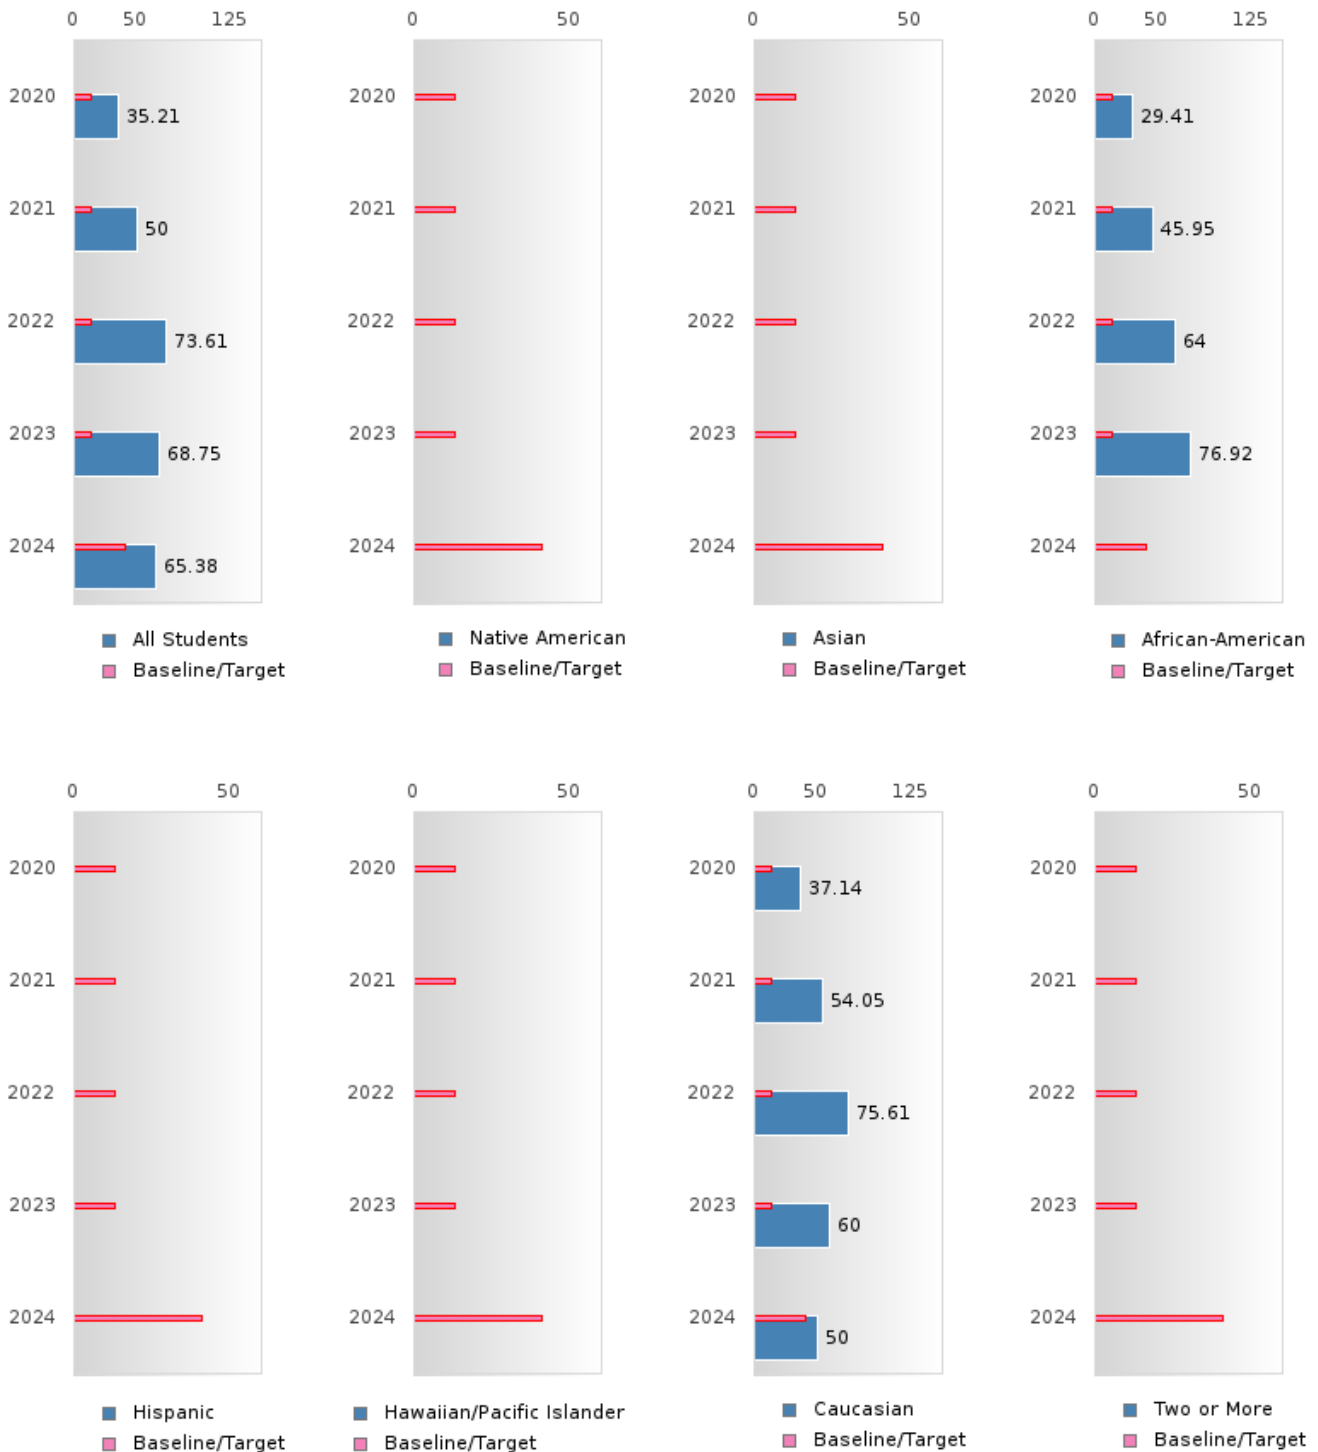 0 50 125
2020 35.21
2021 50
2022 73.61
2023 68.75
2024 65.38
All Students
Baseline/Target
0 50
2020
2021
2022
2023
2024
Native American
Baseline/Target
0 50
2020
2021
2022
2023
2024
Asian
Baseline/Target
0 50 125
2020 29.41
2021 45.95
2022 64
2023 76.92
2024
African-American
Baseline/Target
0 50
2020
2021
2022
2023
2024
Hispanic
Baseline/Target
0 50
2020
2021
2022
2023
2024
Hawaiian/Pacific Islander
Baseline/Target
0 50 125
2020 37.14
2021 54.05
2022 75.61
2023 60
2024 50
Caucasian
Baseline/Target
0 50
2020
2021
2022
2023
2024
Two or More
Baseline/Target